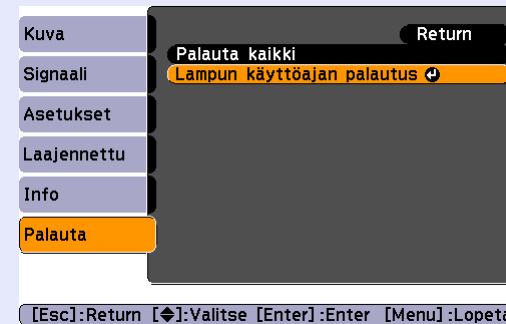 Kuva
Signaali
Asetukset
Laajennettu
Info
Palauta
Return
Palauta kaikki
Lampun käyttöajan palautus
[Esc]:Return [◆]:Valitse [Enter]:Enter [Menu]:Lopeta